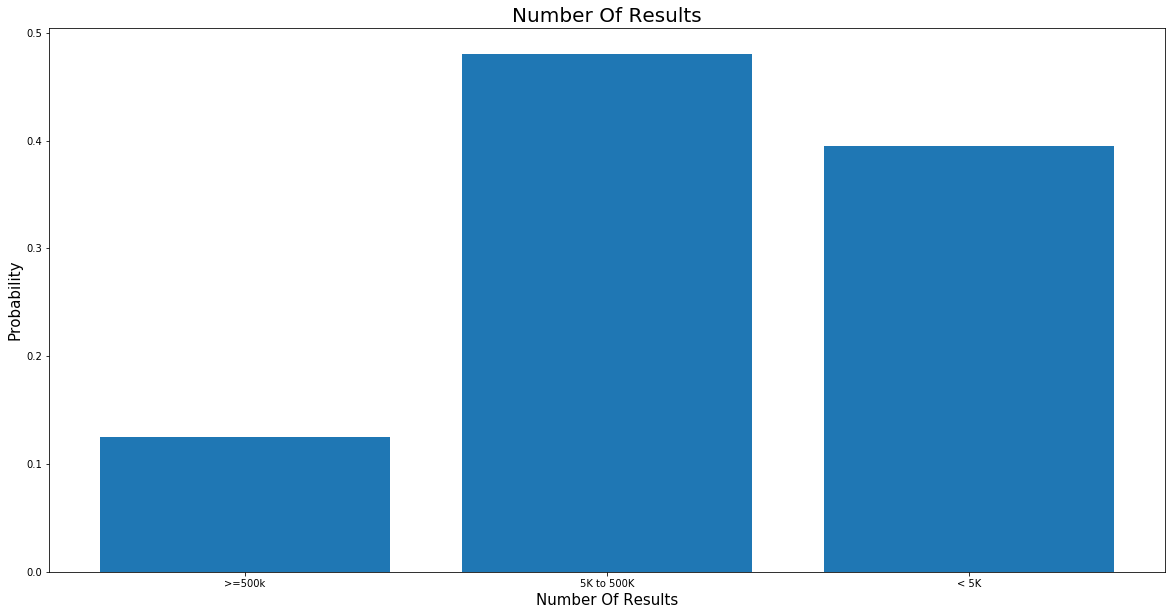 Number Of Results
0.5
0.4
0.3
0.2
0.1
0.0
Probability
>=500k
5K to 500K
< 5K
Number Of Results